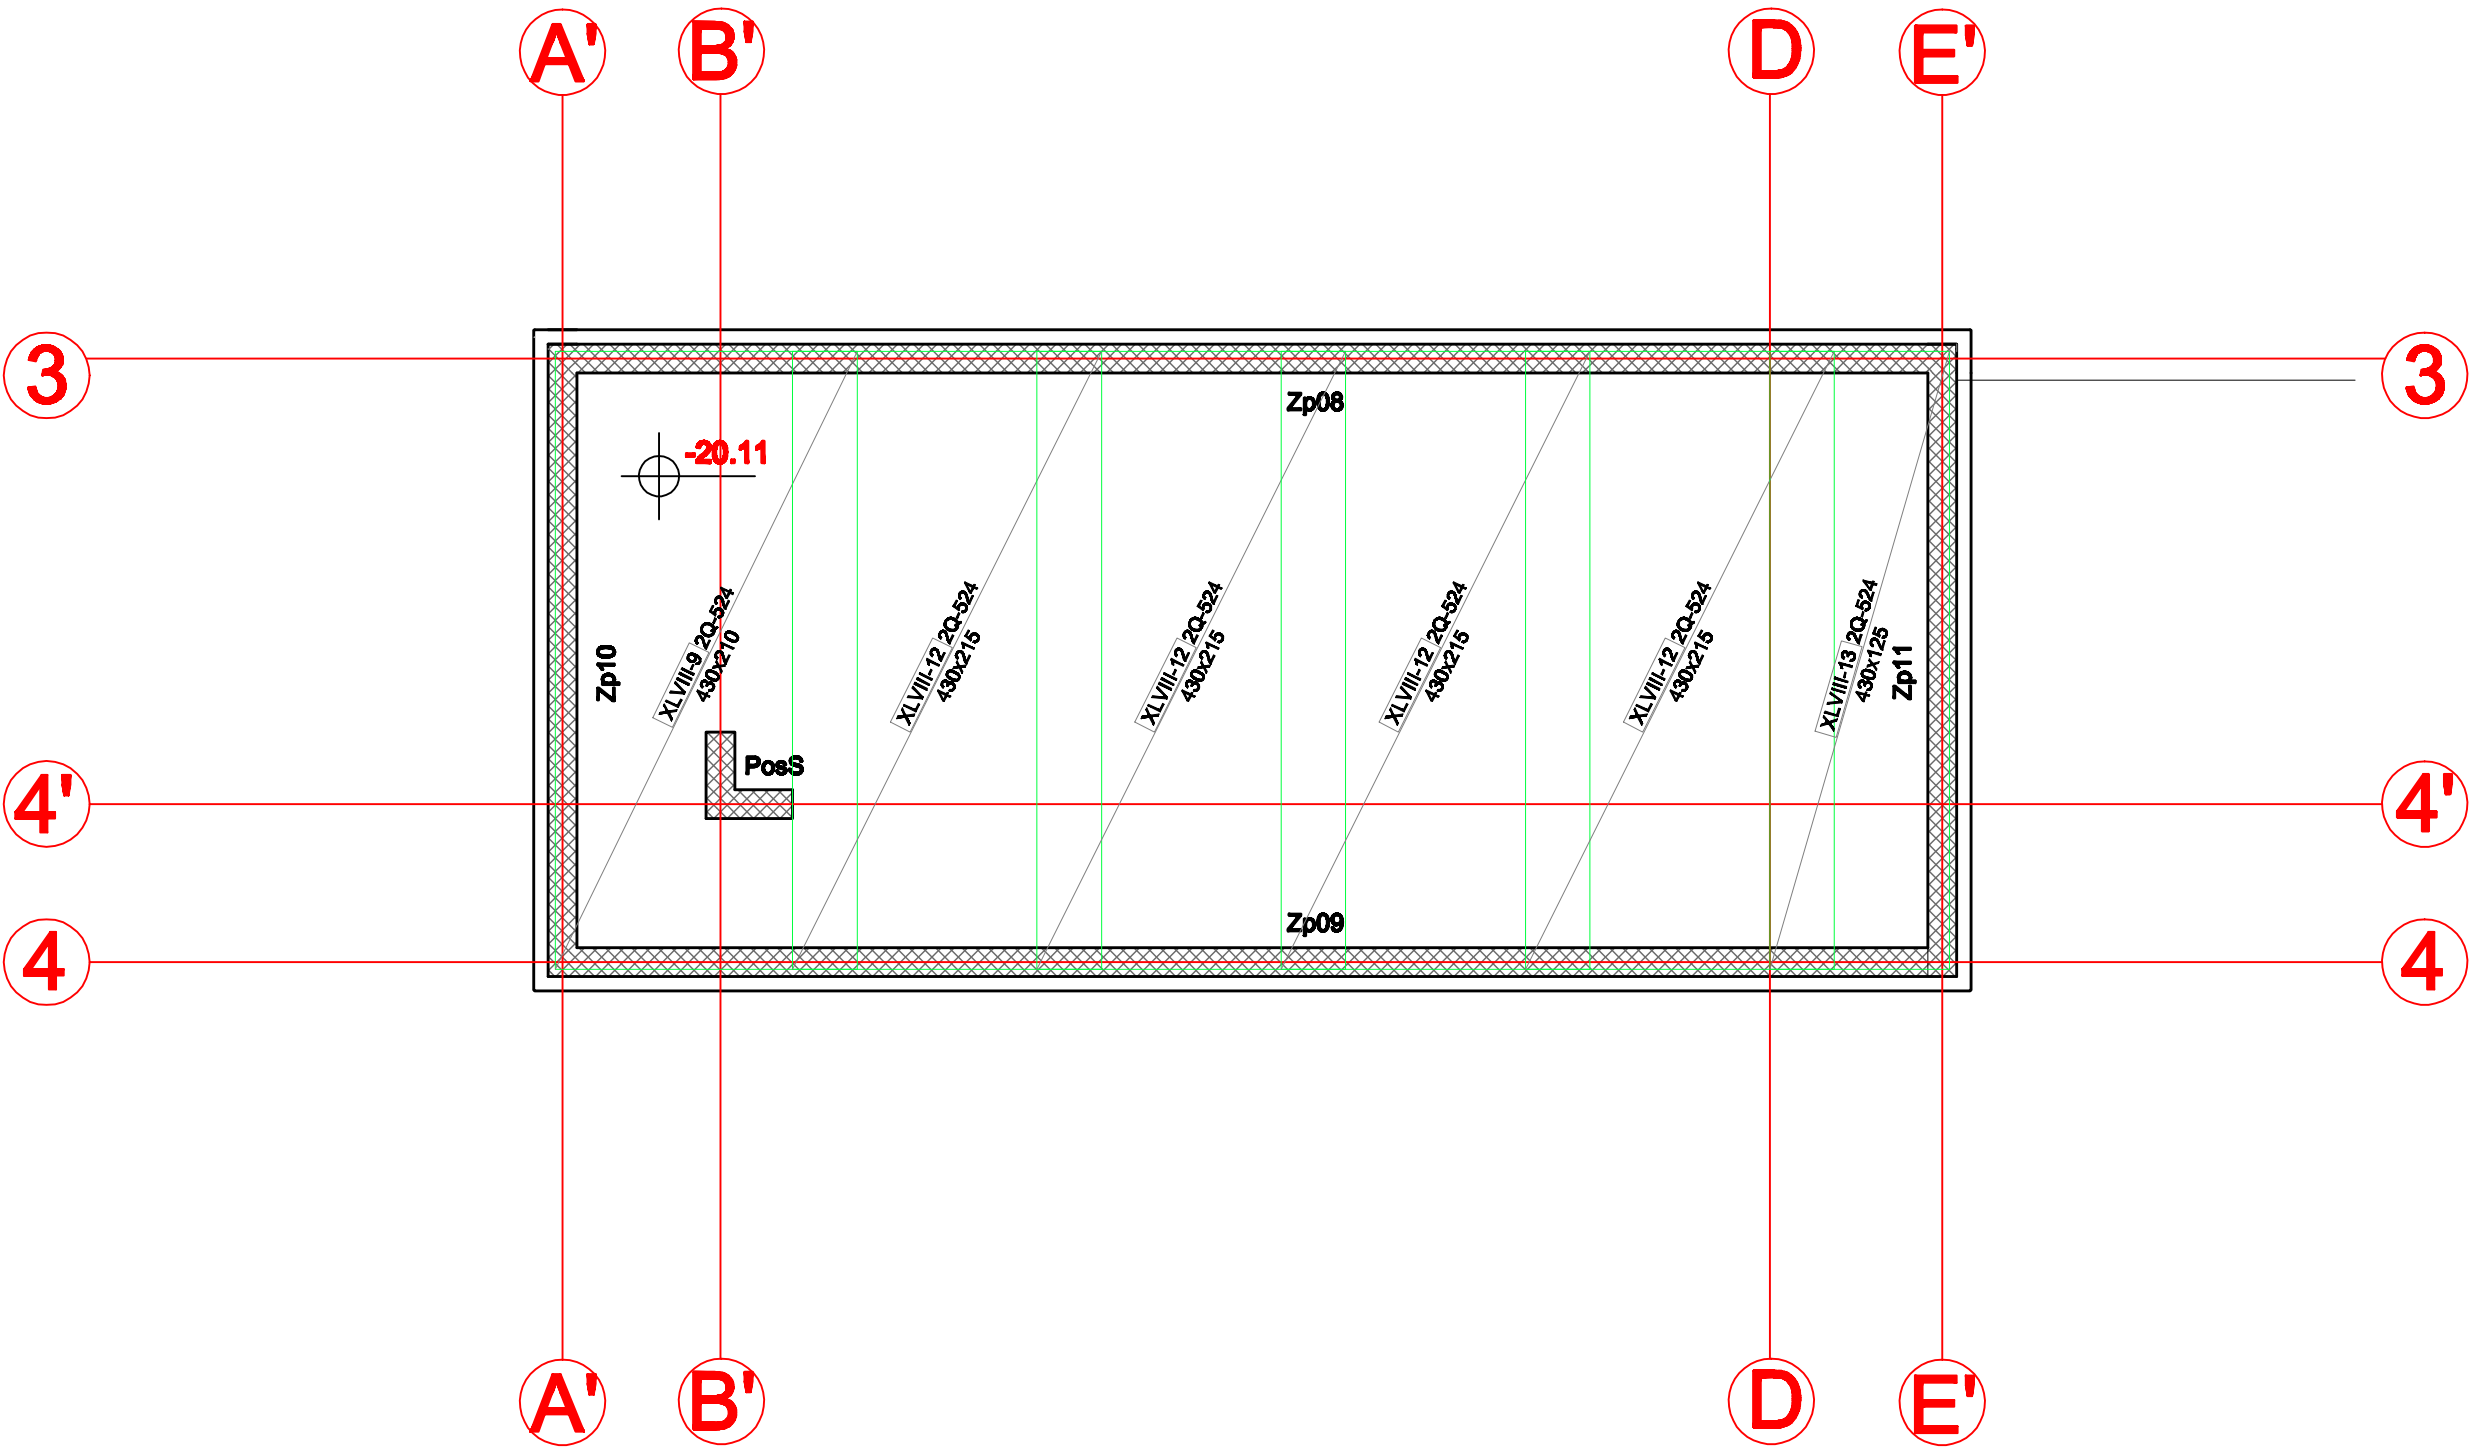 A' B' D E'
3 3
Zp08
-20.11
XLVIII-9 2Q-524
430x210
XLVIII-12 2Q-524
430x215
XLVIII-12 2Q-524
430x215
XLVIII-12 2Q-524
430x215
XLVIII-12 2Q-524
430x215
XLVIII-13 2Q-524
430x125
Zp10
Zp11
PosS
4' 4'
Zp09
4 4
A' B' D E'